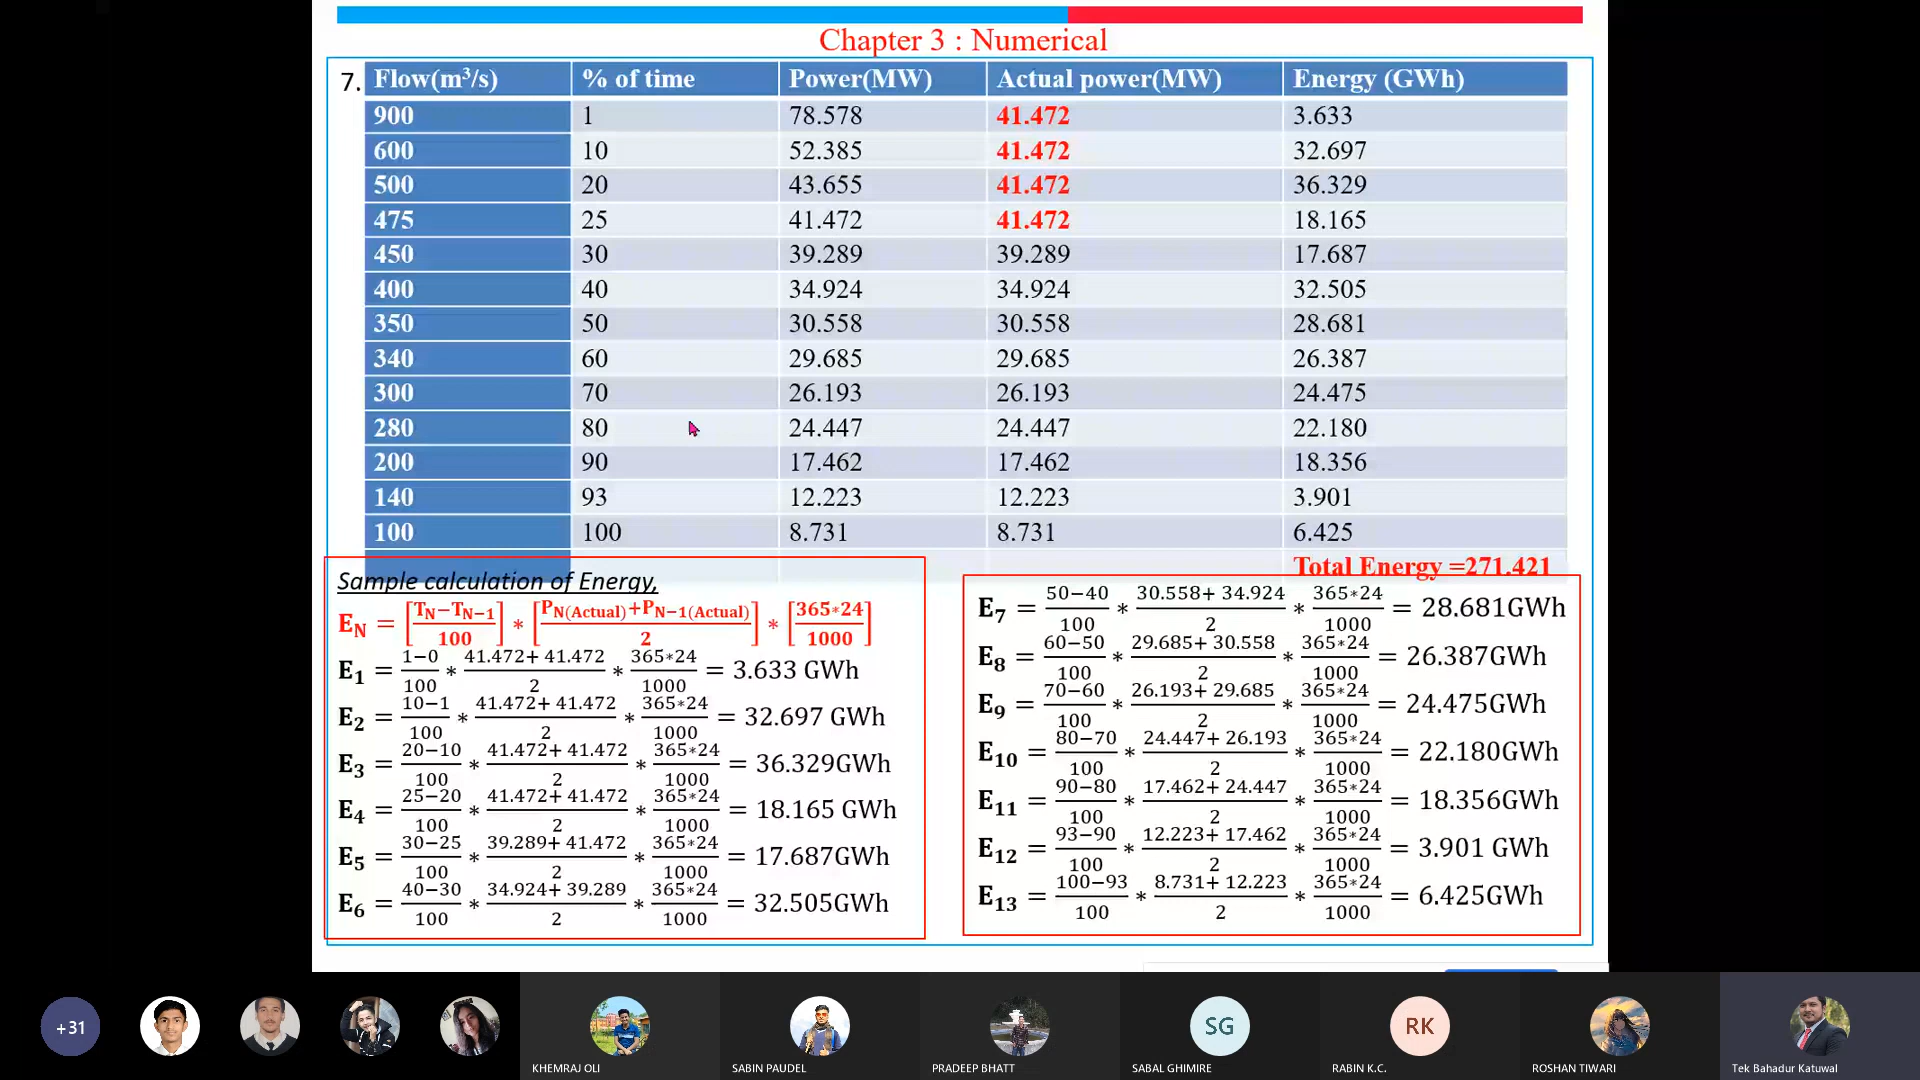 Chapter 3 : Numerical
7. Flow(m³/s) % of time Power(MW) Actual power(MW) Energy (GWh)
900 1 78.578 41.472 3.633
600 10 52.385 41.472 32.697
500 20 43.655 41.472 36.329
475 25 41.472 41.472 18.165
450 30 39.289 39.289 17.687
400 40 34.924 34.924 32.505
350 50 30.558 30.558 28.681
340 60 29.685 29.685 26.387
300 70 26.193 26.193 24.475
280 80 24.447 24.447 22.180
200 90 17.462 17.462 18.356
140 93 12.223 12.223 3.901
100 100 8.731 8.731 6.425
Total Energy =271.421
Sample calculation of Energy,
E_N = [(T_N−T_N−1)/100] * [(P_N(Actual)+P_N−1(Actual))/2] * [365*24/1000]
E₁ = (1−0)/100 * (41.472+ 41.472)/2 * 365*24/1000 = 3.633 GWh
E₂ = (10−1)/100 * (41.472+ 41.472)/2 * 365*24/1000 = 32.697 GWh
E₃ = (20−10)/100 * (41.472+ 41.472)/2 * 365*24/1000 = 36.329GWh
E₄ = (25−20)/100 * (41.472+ 41.472)/2 * 365*24/1000 = 18.165 GWh
E₅ = (30−25)/100 * (39.289+ 41.472)/2 * 365*24/1000 = 17.687GWh
E₆ = (40−30)/100 * (34.924+ 39.289)/2 * 365*24/1000 = 32.505GWh
E₇ = (50−40)/100 * (30.558+ 34.924)/2 * 365*24/1000 = 28.681GWh
E₈ = (60−50)/100 * (29.685+ 30.558)/2 * 365*24/1000 = 26.387GWh
E₉ = (70−60)/100 * (26.193+ 29.685)/2 * 365*24/1000 = 24.475GWh
E₁₀ = (80−70)/100 * (24.447+ 26.193)/2 * 365*24/1000 = 22.180GWh
E₁₁ = (90−80)/100 * (17.462+ 24.447)/2 * 365*24/1000 = 18.356GWh
E₁₂ = (93−90)/100 * (12.223+ 17.462)/2 * 365*24/1000 = 3.901 GWh
E₁₃ = (100−93)/100 * (8.731+ 12.223)/2 * 365*24/1000 = 6.425GWh
+31
SG
RK
KHEMRAJ OLI
SABIN PAUDEL
PRADEEP BHATT
SABAL GHIMIRE
RABIN K.C.
ROSHAN TIWARI
Tek Bahadur Katuwal